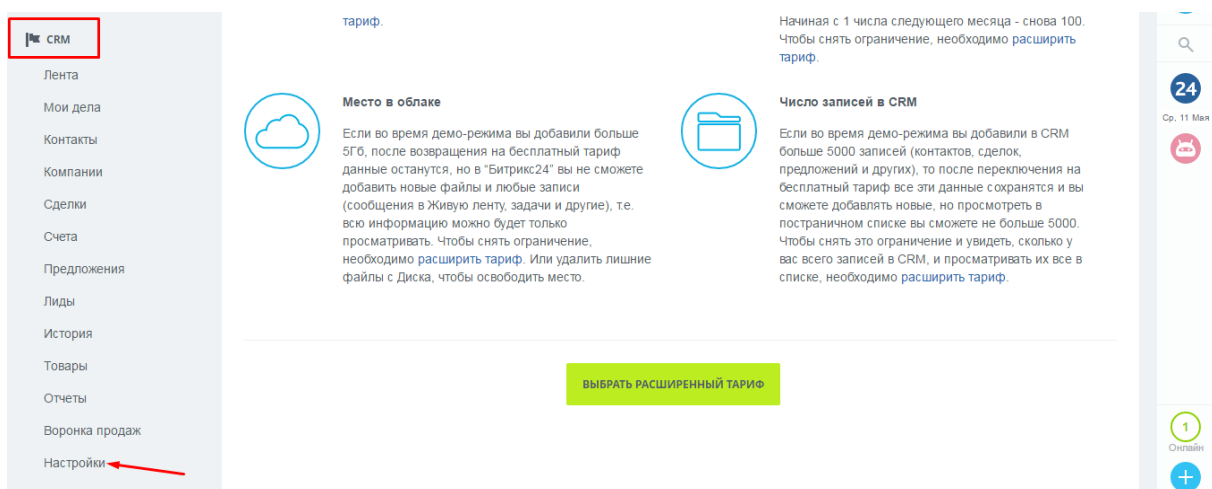 CRM
Лента
Мои дела
Контакты
Компании
Сделки
Счета
Предложения
Лиды
История
Товары
Отчеты
Воронка продаж
Настройки
тариф.
Начиная с 1 числа следующего месяца - снова 100.
Чтобы снять ограничение, необходимо расширить
тариф.
Место в облаке
Если во время демо-режима вы добавили больше
5Гб, после возвращения на бесплатный тариф
данные останутся, но в “Битрикс24” вы не сможете
добавить новые файлы и любые записи
(сообщения в Живую ленту, задачи и другие), т.е.
всю информацию можно будет только
просматривать. Чтобы снять ограничение,
необходимо расширить тариф. Или удалить лишние
файлы с Диска, чтобы освободить место.
Число записей в CRM
Если во время демо-режима вы добавили в CRM
больше 5000 записей (контактов, сделок,
предложений и других), то после переключения на
бесплатный тариф все эти данные сохранятся и вы
сможете добавлять новые, но просмотреть в
постраничном списке вы сможете не больше 5000.
Чтобы снять это ограничение и увидеть, сколько у
вас всего записей в CRM, и просматривать их все в
списке, необходимо расширить тариф.
ВЫБРАТЬ РАСШИРЕННЫЙ ТАРИФ
24
Ср, 11 Мая
1
Онлайн